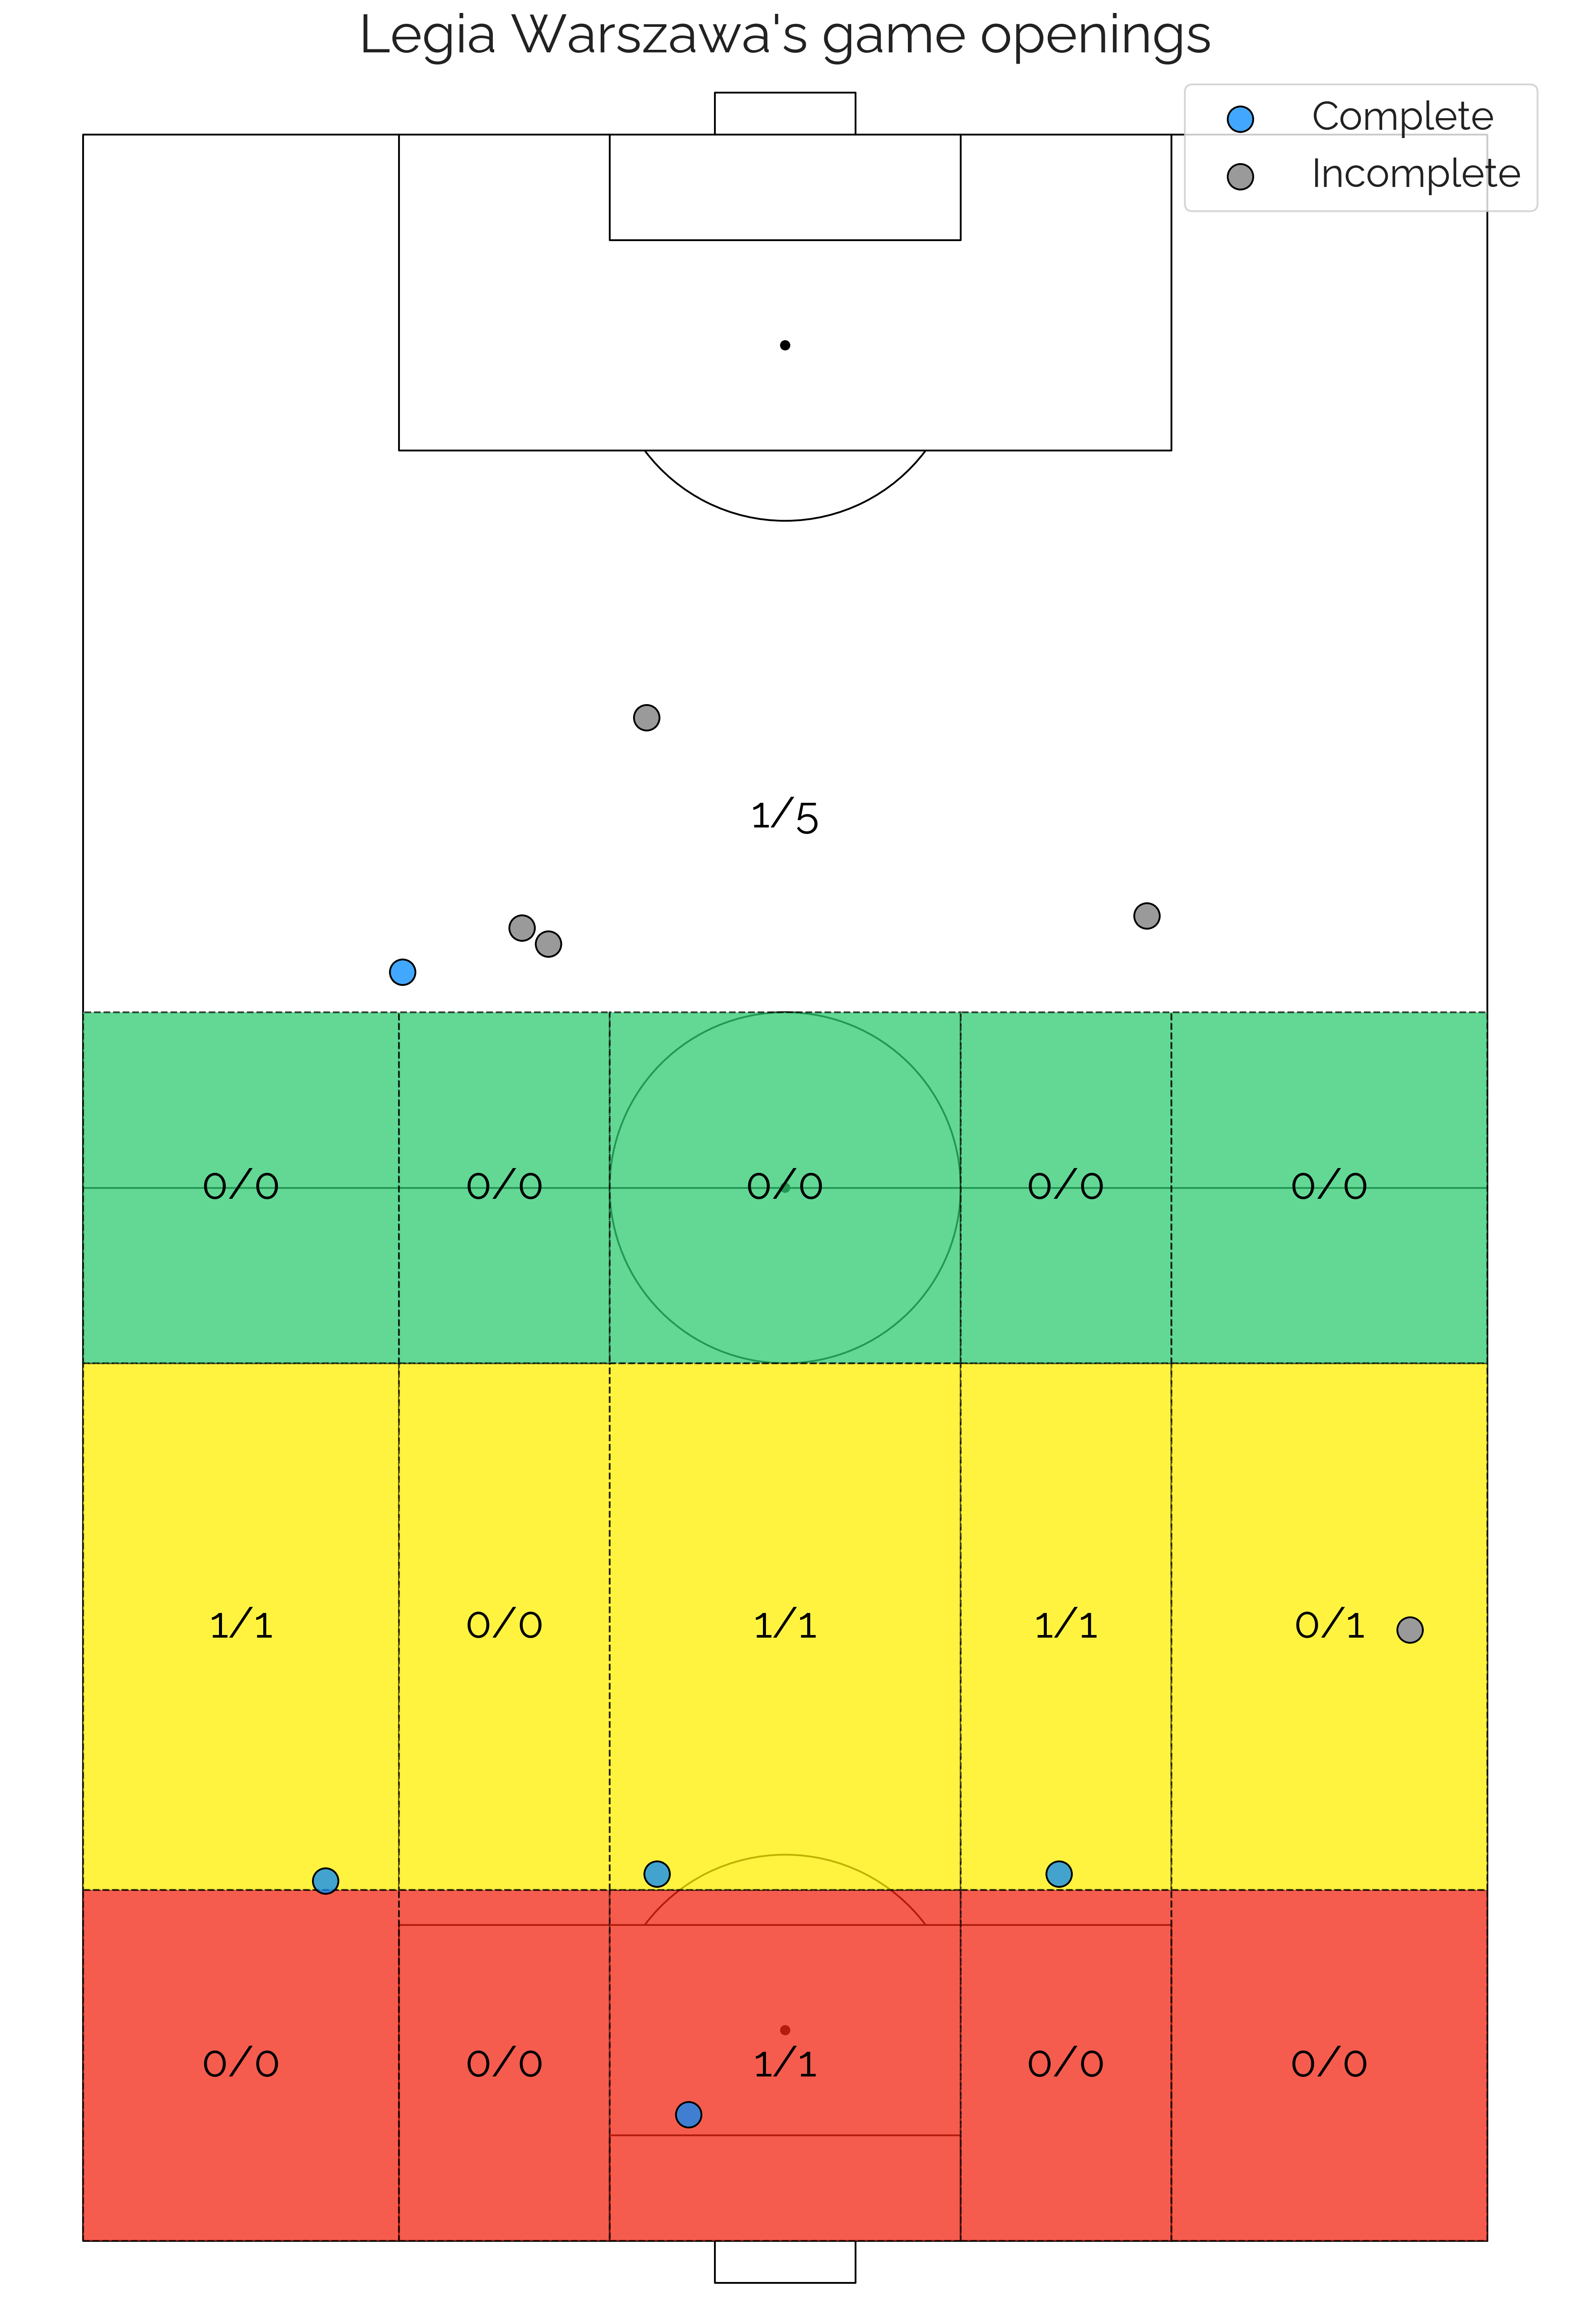 Legia Warszawa's game openings
Complete
Incomplete
1/5
0/0 0/0 0/0 0/0 0/0
1/1 0/0 1/1 1/1 0/1
0/0 0/0 1/1 0/0 0/0